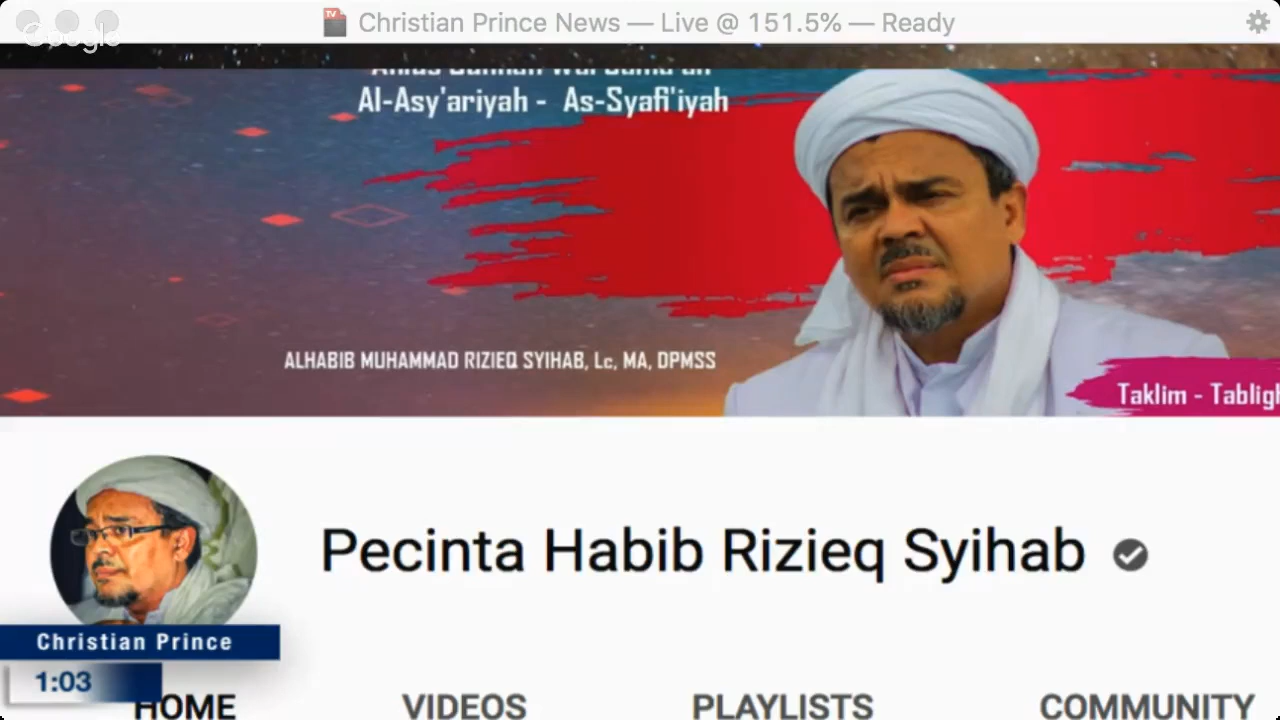 Christian Prince News — Live @ 151.5% — Ready
Google
Al-Asy'ariyah - As-Syafi'iyah
ALHABIB MUHAMMAD RIZIEQ SYIHAB, Lc, MA, DPMSS
Taklim - Tabligh
Pecinta Habib Rizieq Syihab
Christian Prince
1:03
HOME VIDEOS PLAYLISTS COMMUNITY